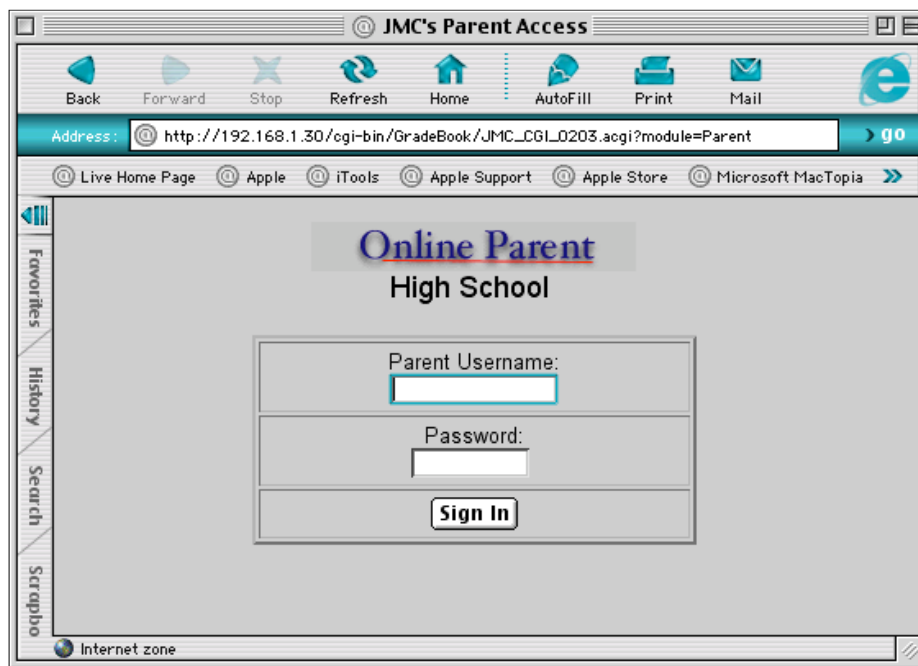 JMC's Parent Access
Back Forward Stop Refresh Home AutoFill Print Mail
Address: http://192.168.1.30/cgi-bin/GradeBook/JMC_CGI_0203.acgi?module=Parent go
Live Home Page Apple iTools Apple Support Apple Store Microsoft MacTopia
Favorites
History
Search
Scrapbo
Online Parent
High School
Parent Username:
Password:
Sign In
Internet zone